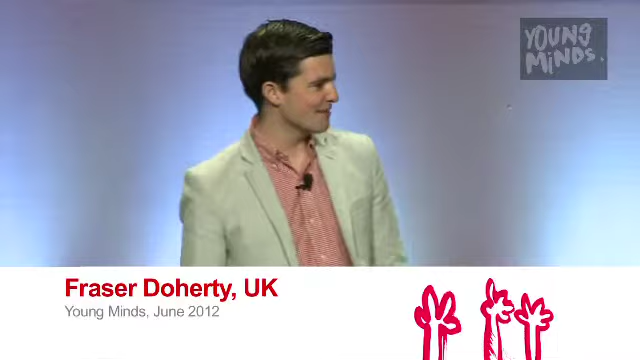 YOUNG
MINDS.
Fraser Doherty, UK
Young Minds, June 2012